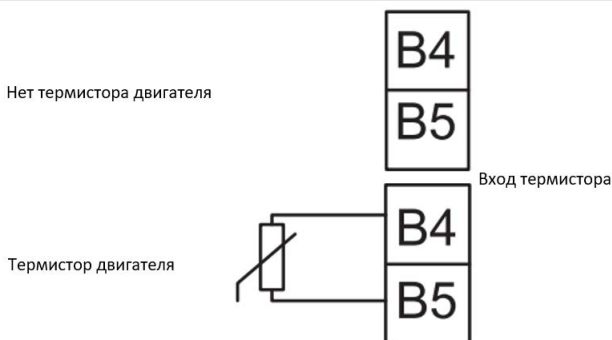 B4
Нет термистора двигателя
B5
Вход термистора
B4
Термистор двигателя
B5